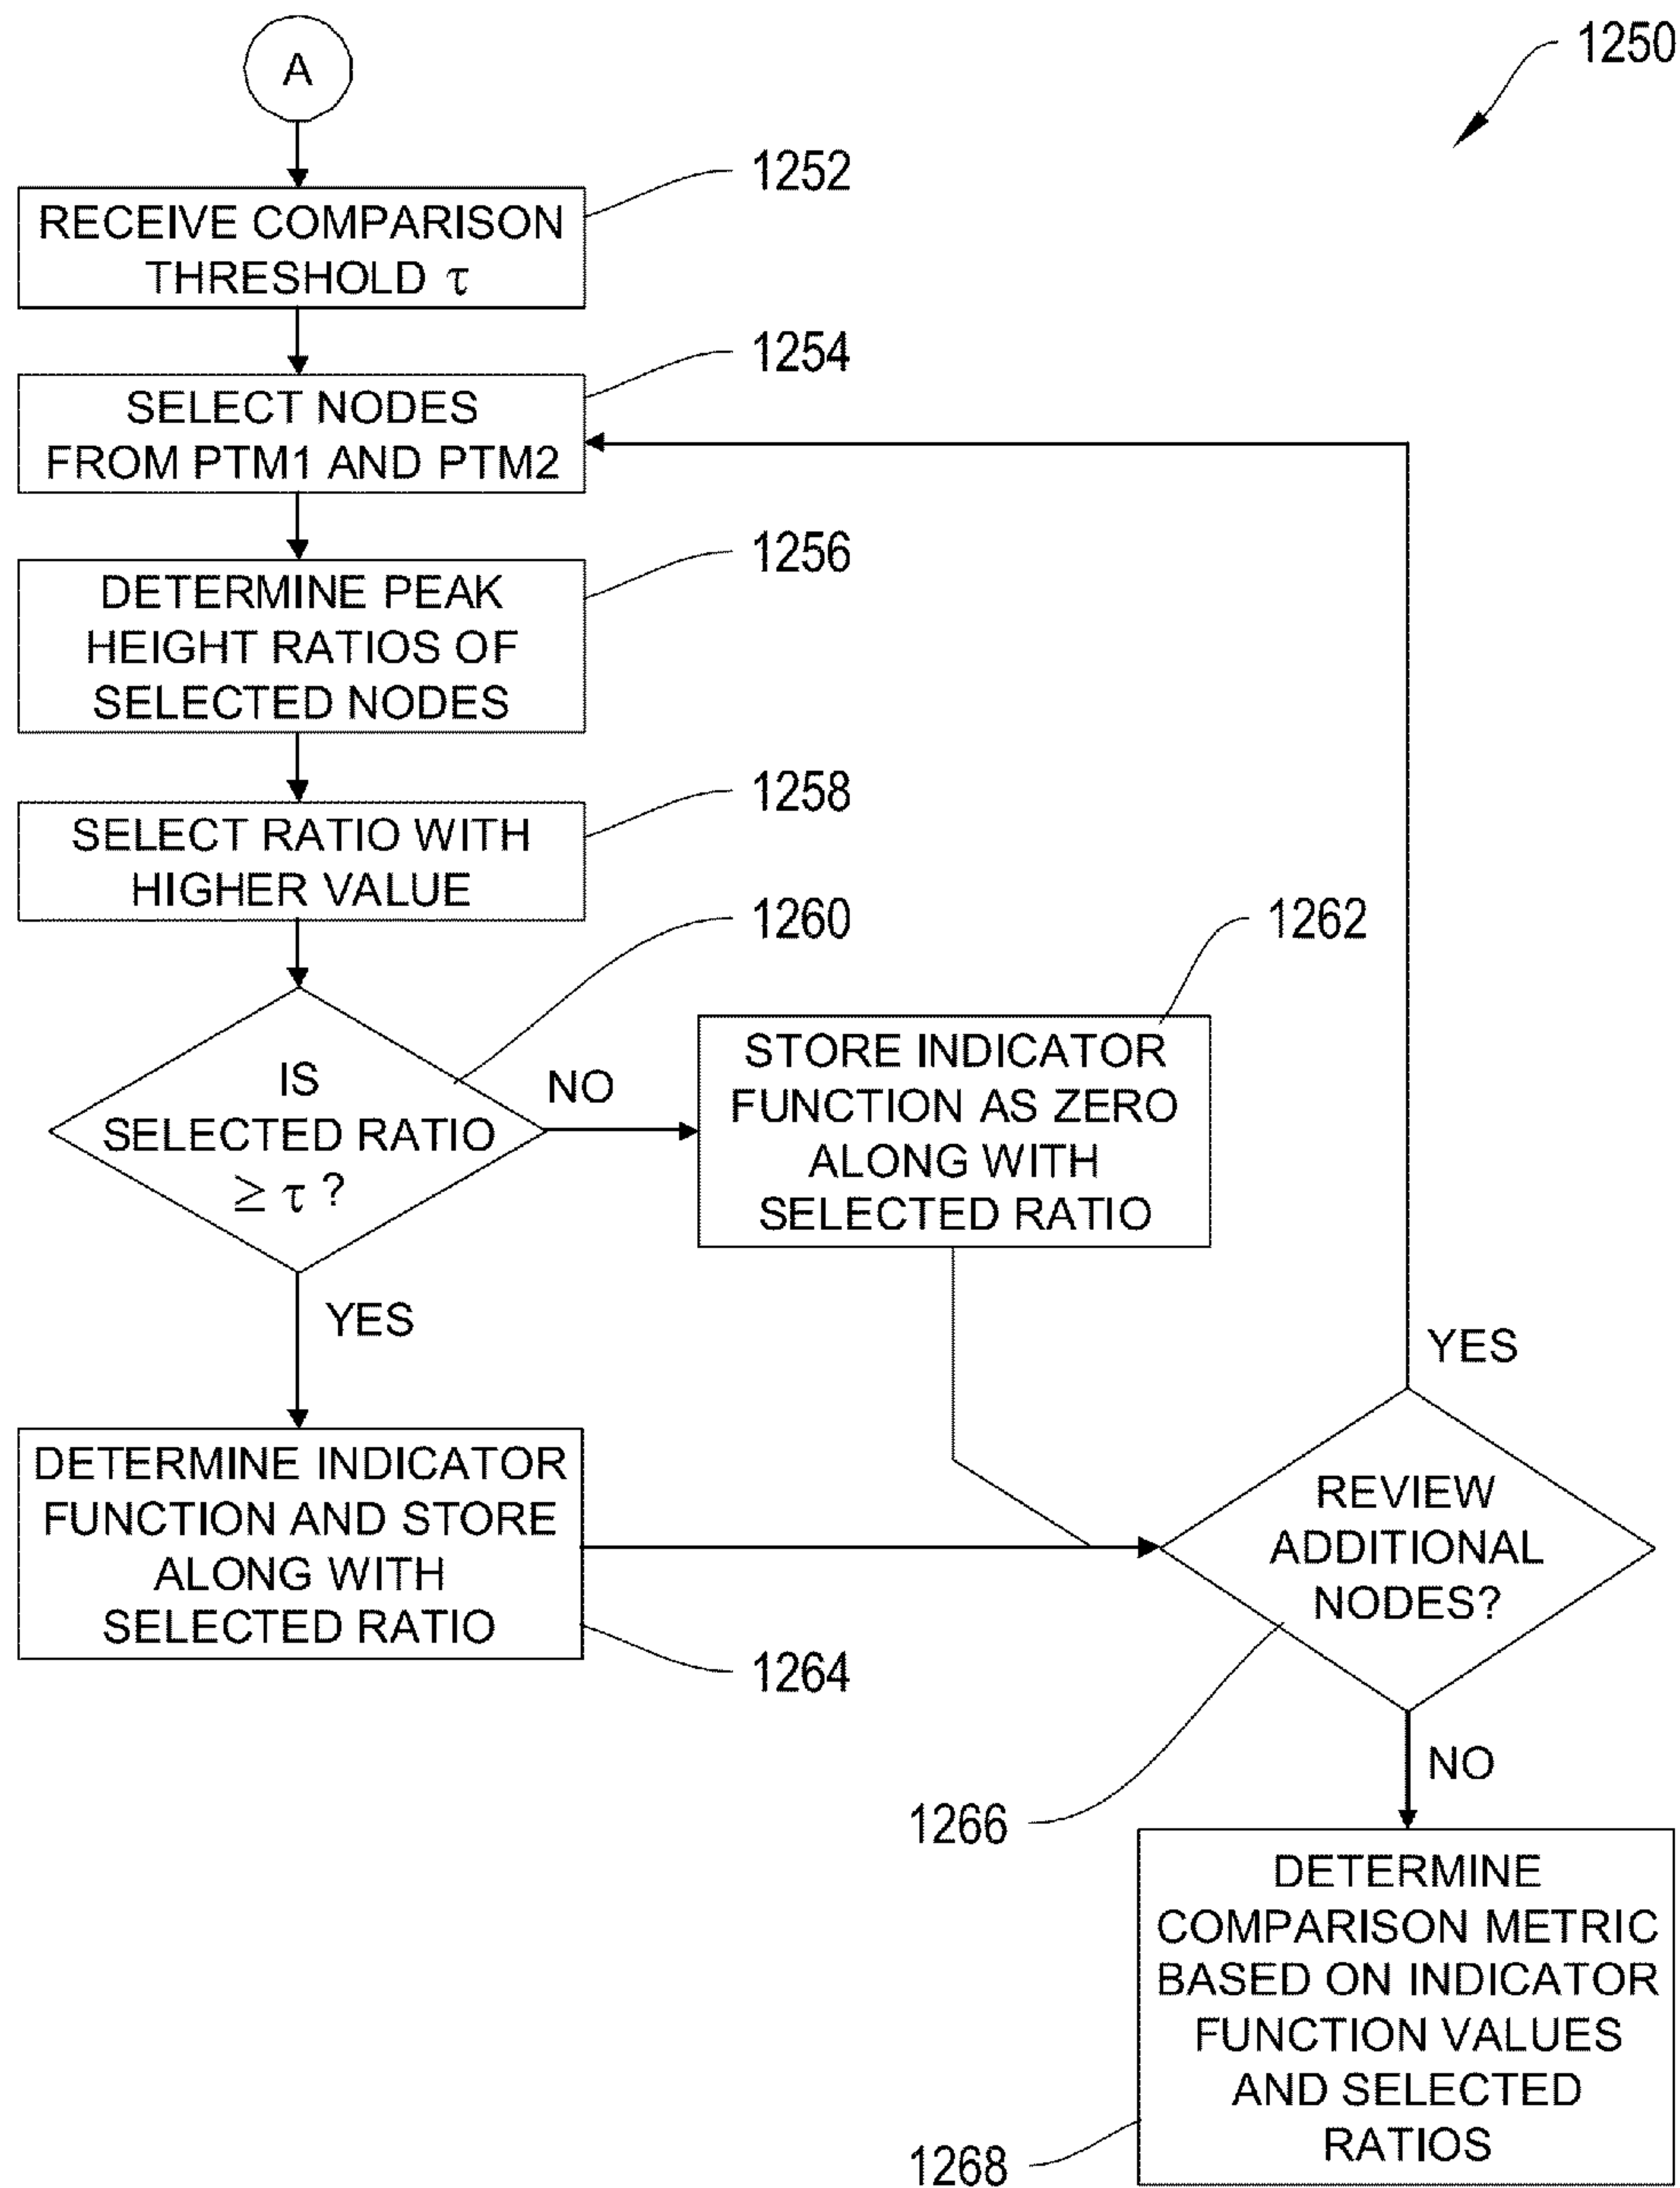 A
1250
1252
RECEIVE COMPARISON
THRESHOLD τ
1254
SELECT NODES
FROM PTM1 AND PTM2
1256
DETERMINE PEAK
HEIGHT RATIOS OF
SELECTED NODES
1258
SELECT RATIO WITH
HIGHER VALUE
1260
1262
IS
SELECTED RATIO
≥ τ ?
NO
STORE INDICATOR
FUNCTION AS ZERO
ALONG WITH
SELECTED RATIO
YES
YES
DETERMINE INDICATOR
FUNCTION AND STORE
ALONG WITH
SELECTED RATIO
1264
REVIEW
ADDITIONAL
NODES?
1266
NO
DETERMINE
COMPARISON METRIC
BASED ON INDICATOR
FUNCTION VALUES
AND SELECTED
RATIOS
1268